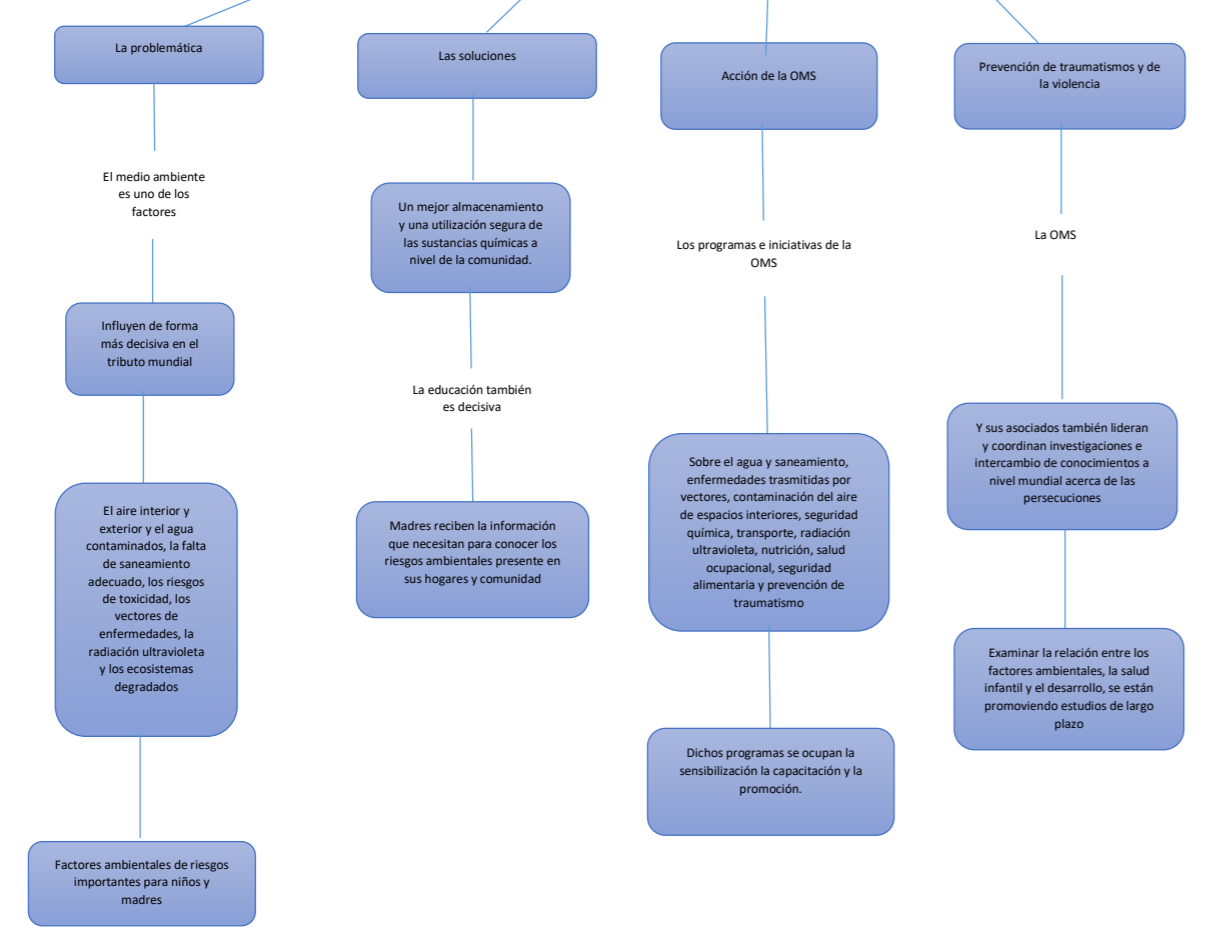 La problemática
El medio ambiente
es uno de los
factores
Influyen de forma
más decisiva en el
tributo mundial
El aire interior y
exterior y el agua
contaminados, la falta
de saneamiento
adecuado, los riesgos
de toxicidad, los
vectores de
enfermedades, la
radiación ultravioleta
y los ecosistemas
degradados
Factores ambientales de riesgos
importantes para niños y
madres
Las soluciones
Un mejor almacenamiento
y una utilización segura de
las sustancias químicas a
nivel de la comunidad.
La educación también
es decisiva
Madres reciben la información
que necesitan para conocer los
riesgos ambientales presente en
sus hogares y comunidad
Acción de la OMS
Los programas e iniciativas de la
OMS
Sobre el agua y saneamiento,
enfermedades trasmitidas por
vectores, contaminación del aire
de espacios interiores, seguridad
química, transporte, radiación
ultravioleta, nutrición, salud
ocupacional, seguridad
alimentaria y prevención de
traumatismo
Dichos programas se ocupan la
sensibilización la capacitación y la
promoción.
Prevención de traumatismos y de
la violencia
La OMS
Y sus asociados también lideran
y coordinan investigaciones e
intercambio de conocimientos a
nivel mundial acerca de las
persecuciones
Examinar la relación entre los
factores ambientales, la salud
infantil y el desarrollo, se están
promoviendo estudios de largo
plazo